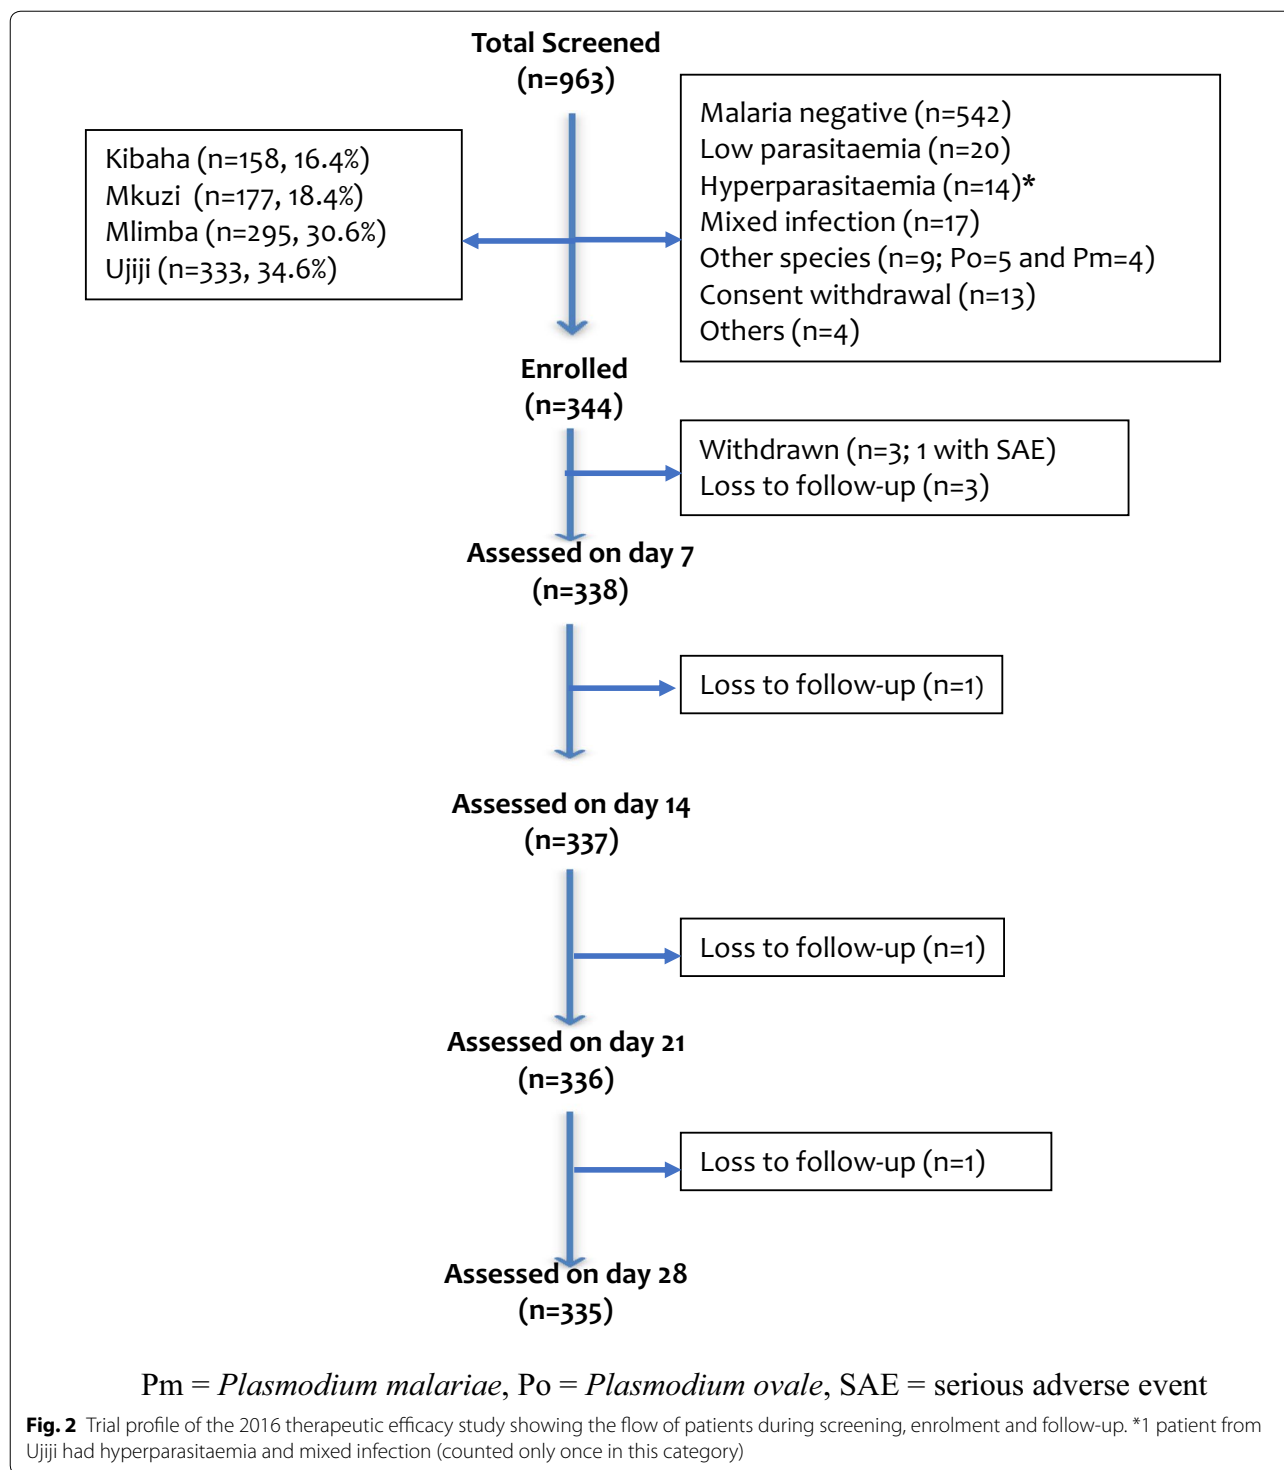 Total Screened
(n=963)
Kibaha (n=158, 16.4%)
Mkuzi (n=177, 18.4%)
Mlimba (n=295, 30.6%)
Ujiji (n=333, 34.6%)
Malaria negative (n=542)
Low parasitaemia (n=20)
Hyperparasitaemia (n=14)*
Mixed infection (n=17)
Other species (n=9; Po=5 and Pm=4)
Consent withdrawal (n=13)
Others (n=4)
Enrolled
(n=344)
Withdrawn (n=3; 1 with SAE)
Loss to follow-up (n=3)
Assessed on day 7
(n=338)
Loss to follow-up (n=1)
Assessed on day 14
(n=337)
Loss to follow-up (n=1)
Assessed on day 21
(n=336)
Loss to follow-up (n=1)
Assessed on day 28
(n=335)
Pm = Plasmodium malariae, Po = Plasmodium ovale, SAE = serious adverse event
Fig. 2 Trial profile of the 2016 therapeutic efficacy study showing the flow of patients during screening, enrolment and follow-up. *1 patient from
Ujiji had hyperparasitaemia and mixed infection (counted only once in this category)